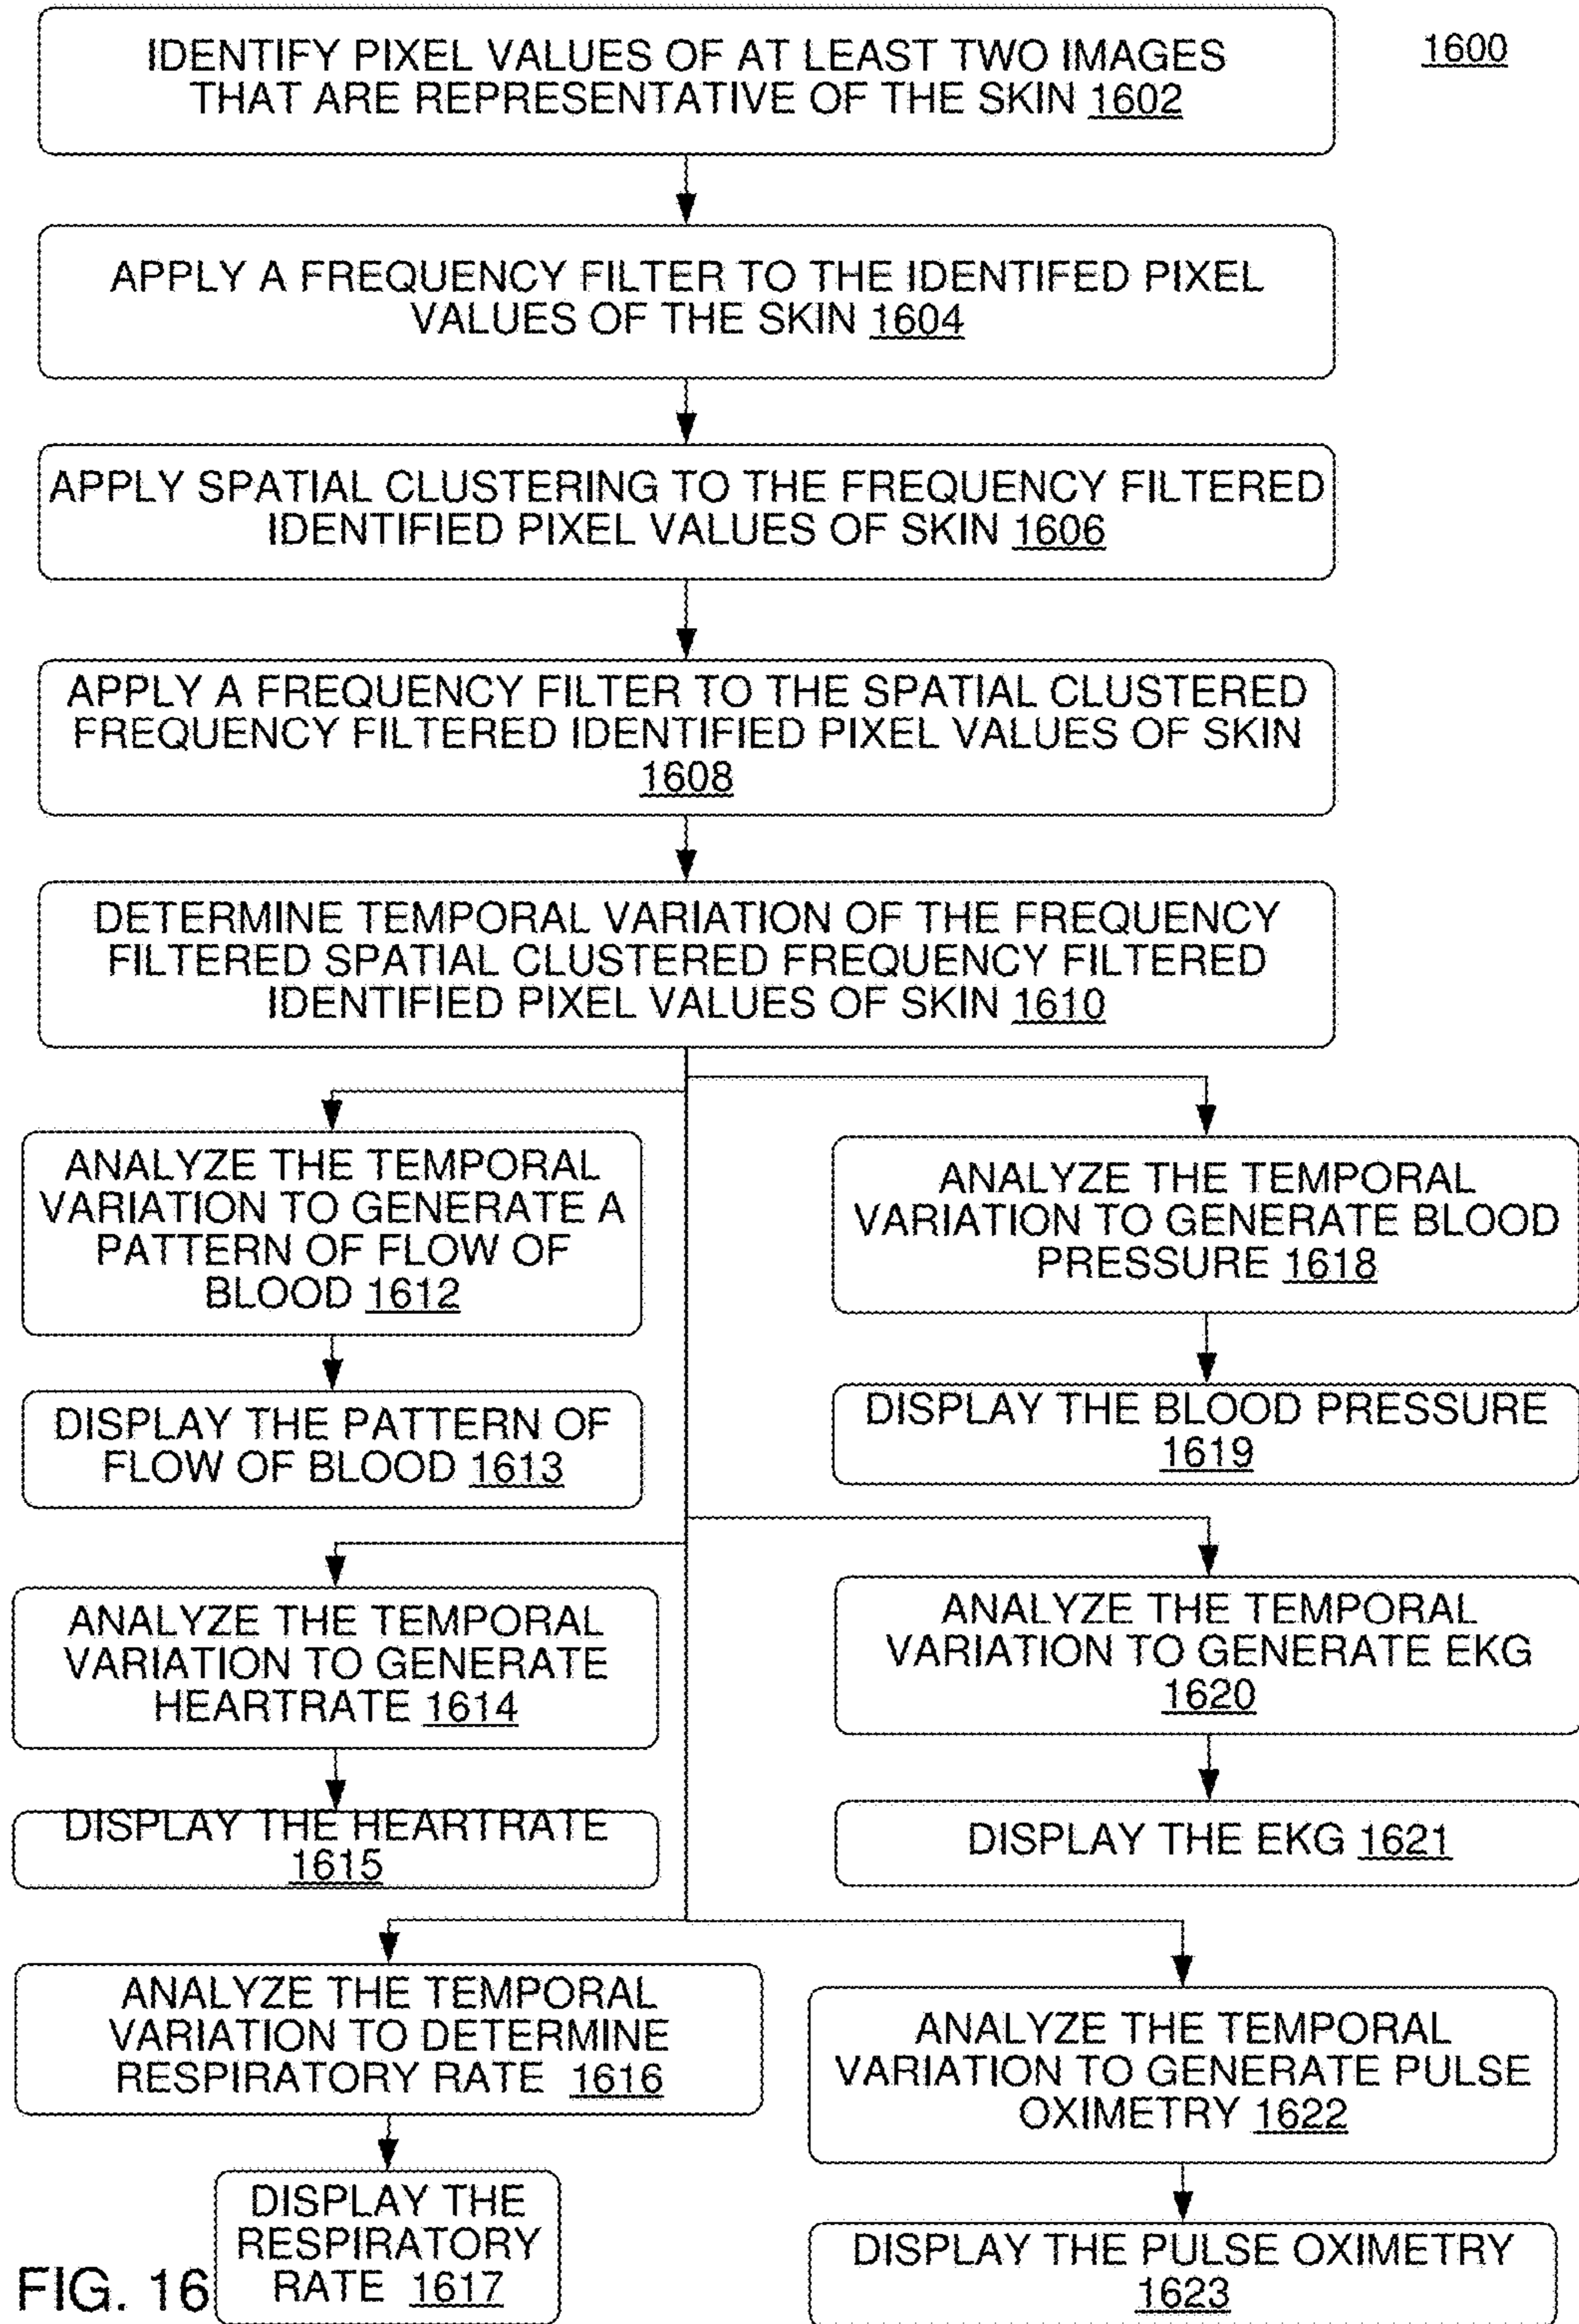 IDENTIFY PIXEL VALUES OF AT LEAST TWO IMAGES
THAT ARE REPRESENTATIVE OF THE SKIN 1602
1600
APPLY A FREQUENCY FILTER TO THE IDENTIFED PIXEL
VALUES OF THE SKIN 1604
APPLY SPATIAL CLUSTERING TO THE FREQUENCY FILTERED
IDENTIFIED PIXEL VALUES OF SKIN 1606
APPLY A FREQUENCY FILTER TO THE SPATIAL CLUSTERED
FREQUENCY FILTERED IDENTIFIED PIXEL VALUES OF SKIN
1608
DETERMINE TEMPORAL VARIATION OF THE FREQUENCY
FILTERED SPATIAL CLUSTERED FREQUENCY FILTERED
IDENTIFIED PIXEL VALUES OF SKIN 1610
ANALYZE THE TEMPORAL
VARIATION TO GENERATE A
PATTERN OF FLOW OF
BLOOD 1612
DISPLAY THE PATTERN OF
FLOW OF BLOOD 1613
ANALYZE THE TEMPORAL
VARIATION TO GENERATE BLOOD
PRESSURE 1618
DISPLAY THE BLOOD PRESSURE
1619
ANALYZE THE TEMPORAL
VARIATION TO GENERATE
HEARTRATE 1614
DISPLAY THE HEARTRATE
1615
ANALYZE THE TEMPORAL
VARIATION TO GENERATE EKG
1620
DISPLAY THE EKG 1621
ANALYZE THE TEMPORAL
VARIATION TO DETERMINE
RESPIRATORY RATE 1616
DISPLAY THE
RESPIRATORY
RATE 1617
ANALYZE THE TEMPORAL
VARIATION TO GENERATE PULSE
OXIMETRY 1622
DISPLAY THE PULSE OXIMETRY
1623
FIG. 16